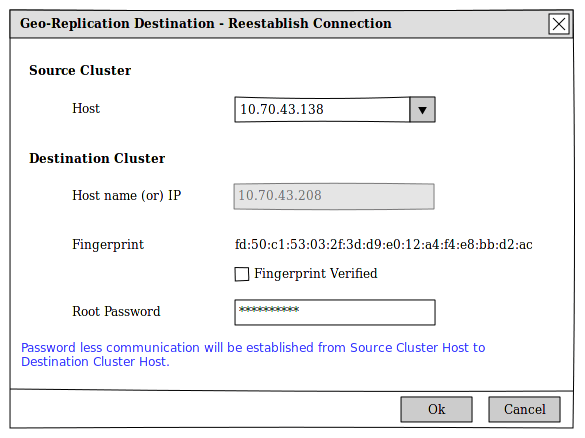 Geo-Replication Destination - Reestablish Connection
Source Cluster
Host
10.70.43.138
Destination Cluster
Host name (or) IP
10.70.43.208
Fingerprint
fd:50:c1:53:03:2f:3d:d9:e0:12:a4:f4:e8:bb:d2:ac
Fingerprint Verified
Root Password
**********
Password less communication will be established from Source Cluster Host to
Destination Cluster Host.
Ok
Cancel